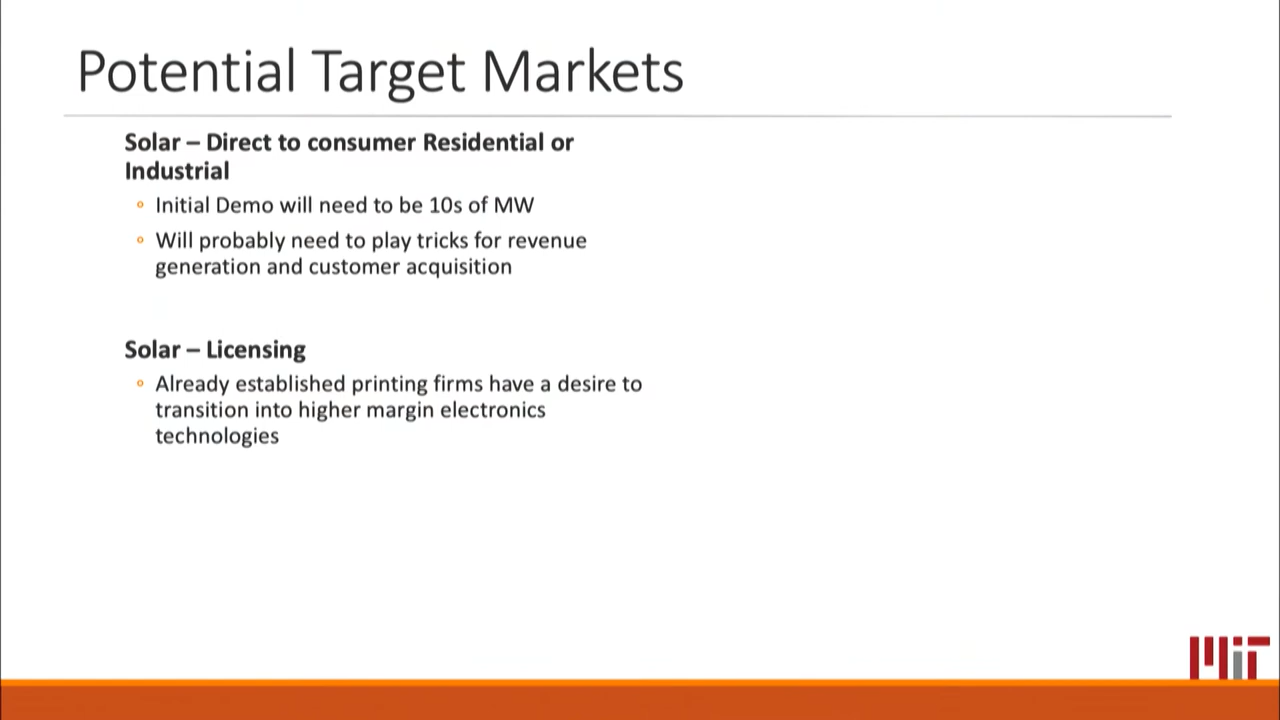 Potential Target Markets
Solar – Direct to consumer Residential or
Industrial
◦ Initial Demo will need to be 10s of MW
◦ Will probably need to play tricks for revenue
generation and customer acquisition
Solar – Licensing
◦ Already established printing firms have a desire to
transition into higher margin electronics
technologies
MIT